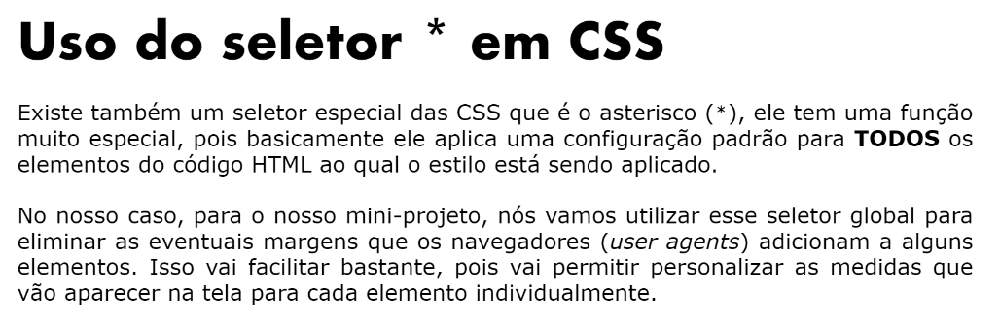 Uso do seletor * em CSS
Existe também um seletor especial das CSS que é o asterisco (*), ele tem uma função
muito especial, pois basicamente ele aplica uma configuração padrão para TODOS os
elementos do código HTML ao qual o estilo está sendo aplicado.
No nosso caso, para o nosso mini-projeto, nós vamos utilizar esse seletor global para
eliminar as eventuais margens que os navegadores (user agents) adicionam a alguns
elementos. Isso vai facilitar bastante, pois vai permitir personalizar as medidas que
vão aparecer na tela para cada elemento individualmente.